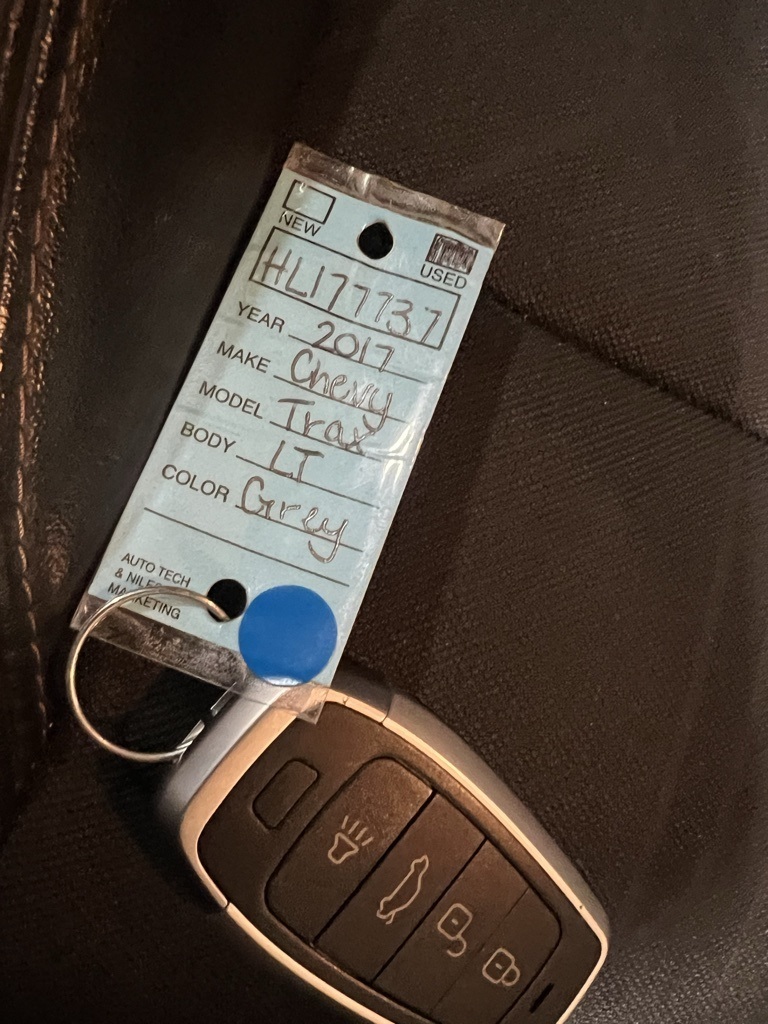 NEW
USED
HL177737
YEAR 2017
MAKE Chevy
MODEL Trax
BODY LT
COLOR Grey
AUTO TECH
& NILES
MARKETING